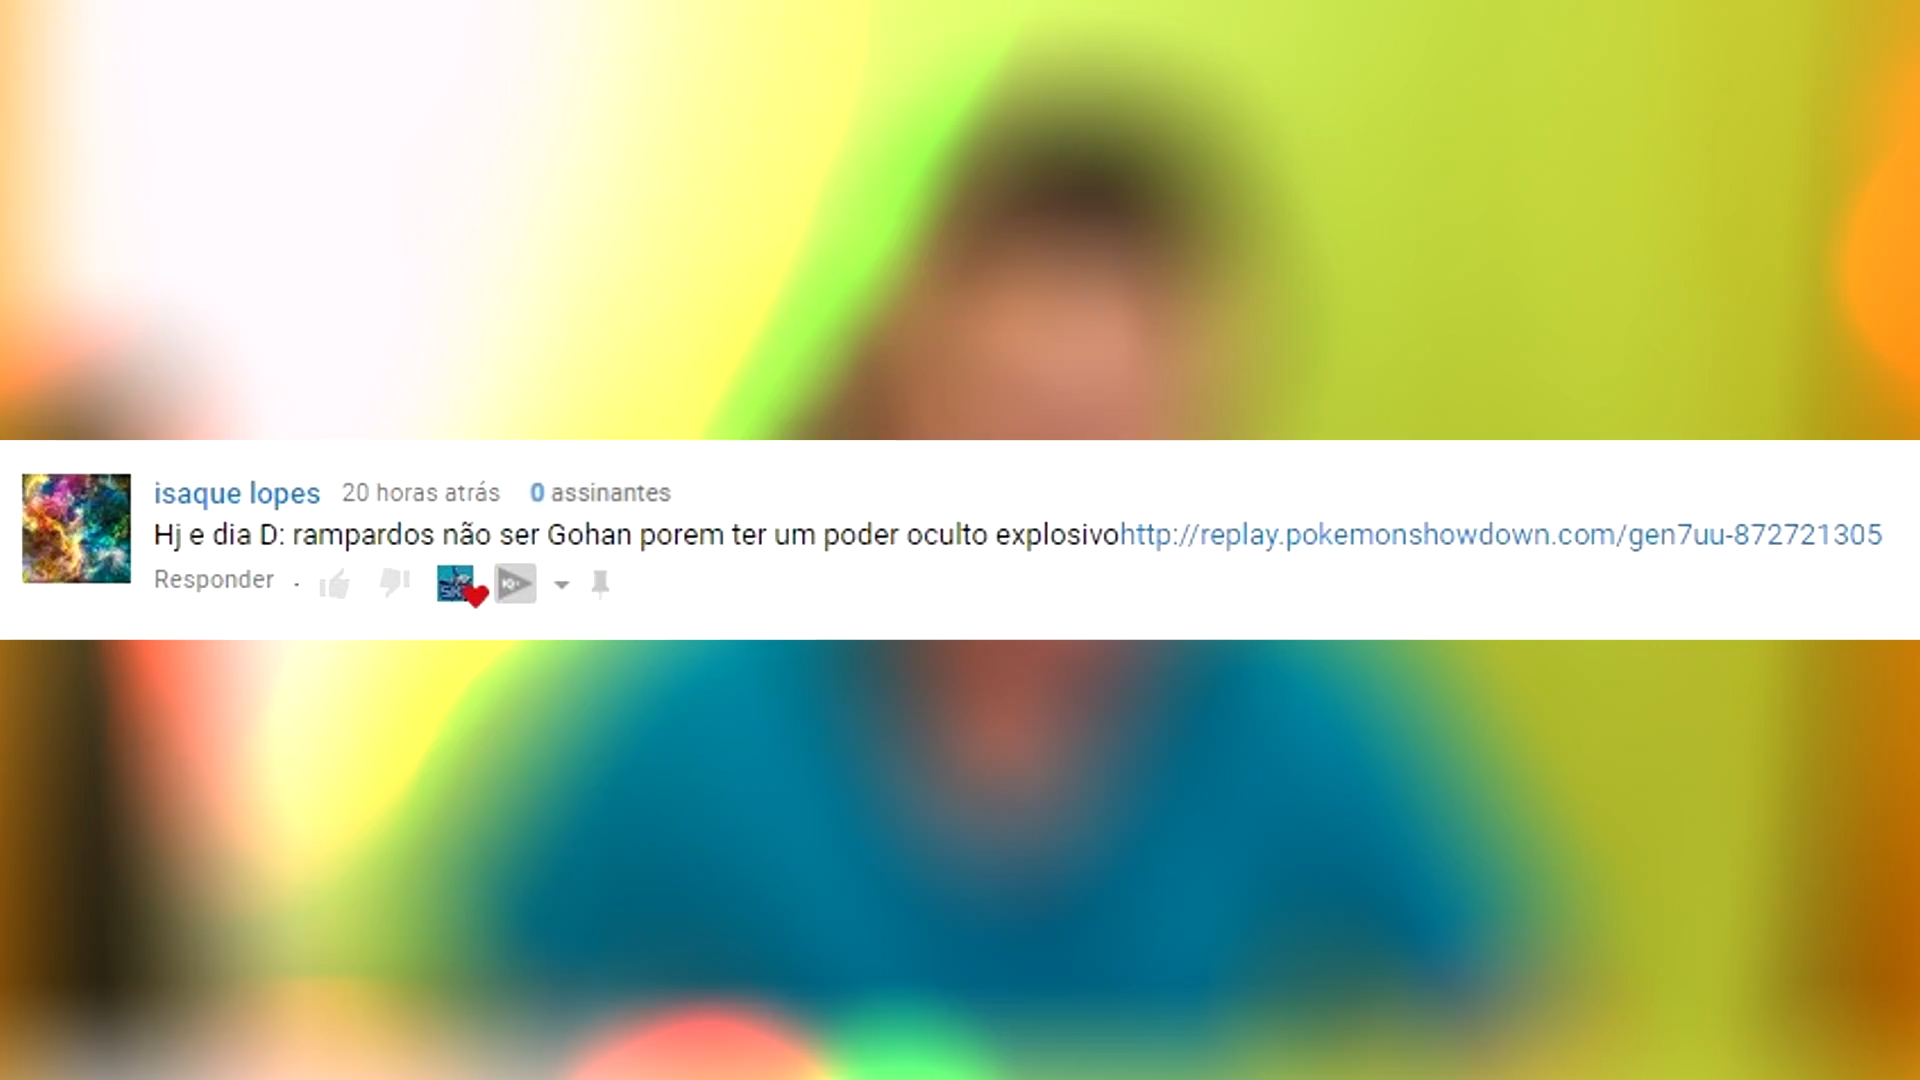 isaque lopes 20 horas atrás 0 assinantes
Hj e dia D: rampardos não ser Gohan porem ter um poder oculto explosivohttp://replay.pokemonshowdown.com/gen7uu-872721305
Responder .